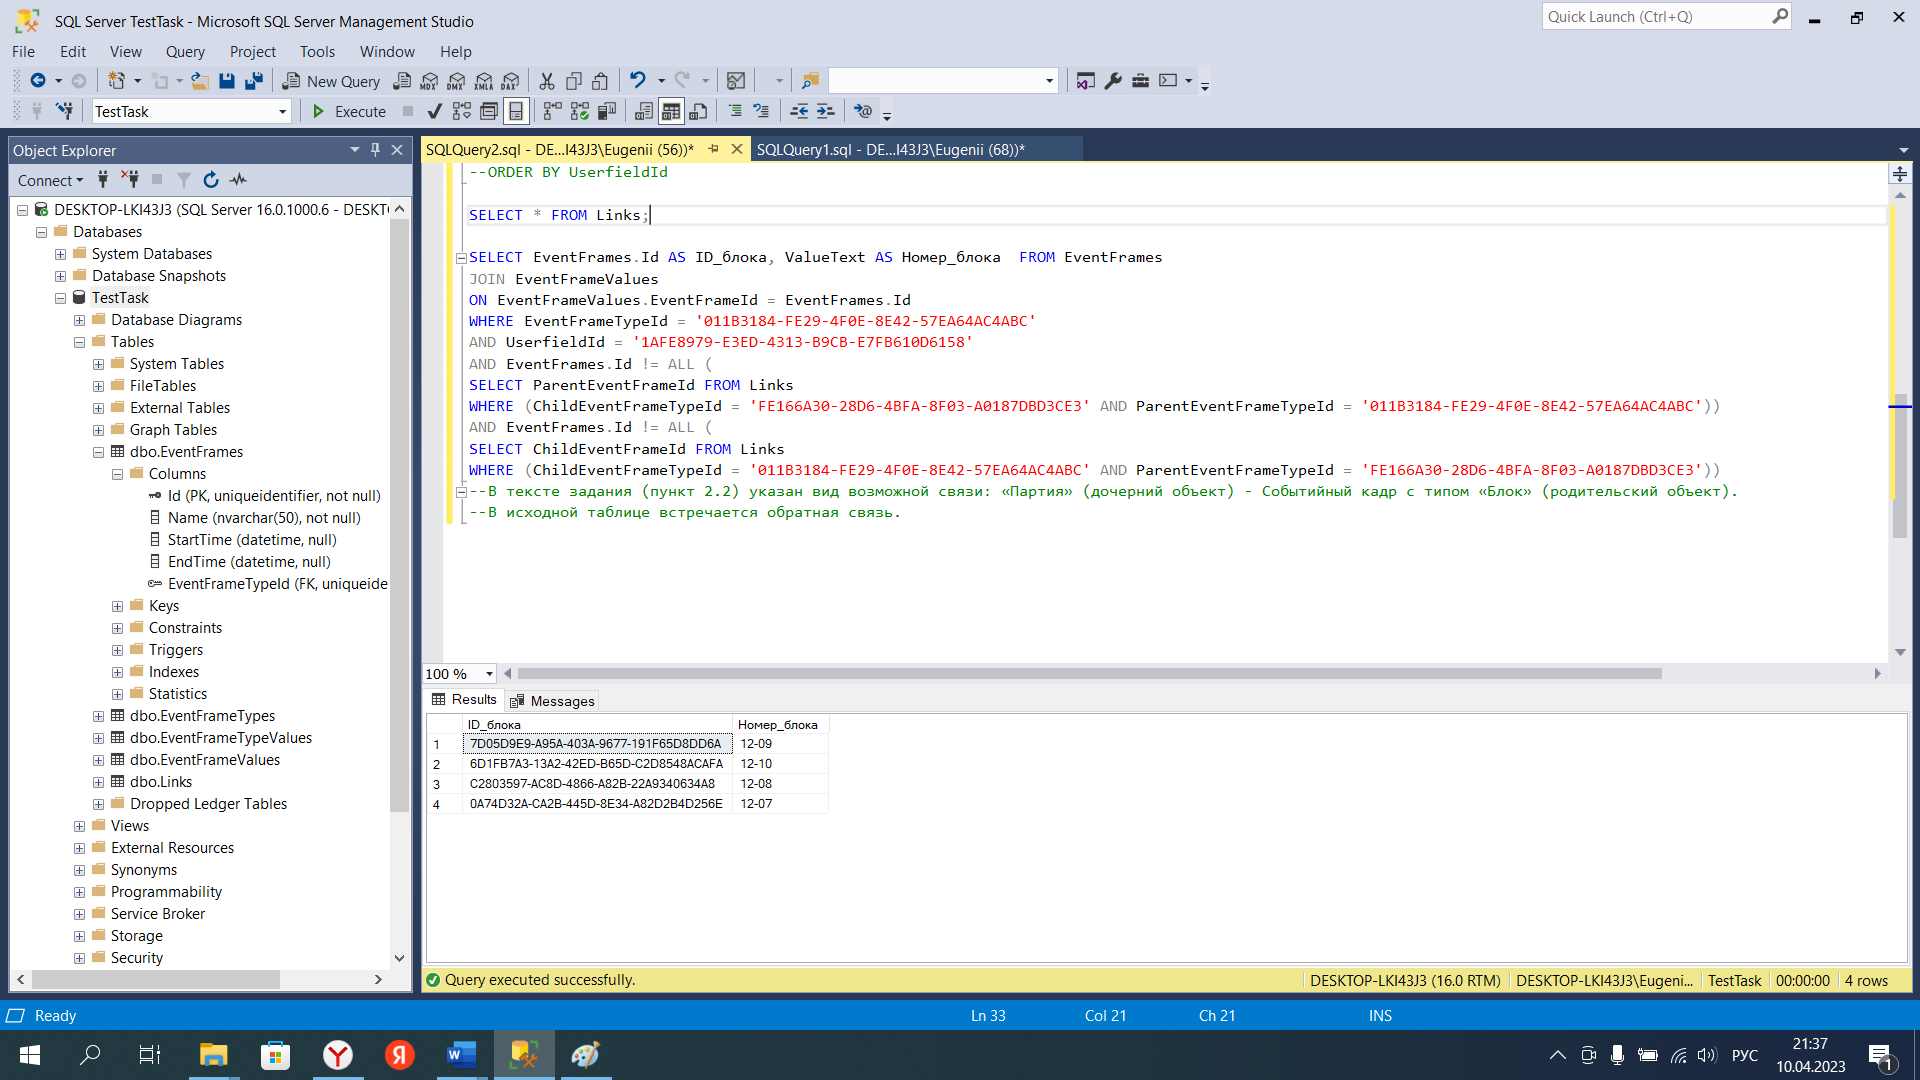 SQL Server TestTask - Microsoft SQL Server Management Studio
Quick Launch (Ctrl+Q)
File Edit View Query Project Tools Window Help
New Query
MDX DMX XMLA DAX
TestTask
Execute
Object Explorer
Connect
DESKTOP-LKI43J3 (SQL Server 16.0.1000.6 - DESKT
Databases
System Databases
Database Snapshots
TestTask
Database Diagrams
Tables
System Tables
FileTables
External Tables
Graph Tables
dbo.EventFrames
Columns
Id (PK, uniqueidentifier, not null)
Name (nvarchar(50), not null)
StartTime (datetime, null)
EndTime (datetime, null)
EventFrameTypeId (FK, uniqueide
Keys
Constraints
Triggers
Indexes
Statistics
dbo.EventFrameTypes
dbo.EventFrameTypeValues
dbo.EventFrameValues
dbo.Links
Dropped Ledger Tables
Views
External Resources
Synonyms
Programmability
Service Broker
Storage
Security
SQLQuery2.sql - DE...I43J3\Eugenii (56))*
SQLQuery1.sql - DE...I43J3\Eugenii (68))*
--ORDER BY UserfieldId
SELECT * FROM Links;
SELECT EventFrames.Id AS ID_блока, ValueText AS Номер_блока  FROM EventFrames
JOIN EventFrameValues
ON EventFrameValues.EventFrameId = EventFrames.Id
WHERE EventFrameTypeId = '011B3184-FE29-4F0E-8E42-57EA64AC4ABC'
AND UserfieldId = '1AFE8979-E3ED-4313-B9CB-E7FB610D6158'
AND EventFrames.Id != ALL (
SELECT ParentEventFrameId FROM Links
WHERE (ChildEventFrameTypeId = 'FE166A30-28D6-4BFA-8F03-A0187DBD3CE3' AND ParentEventFrameTypeId = '011B3184-FE29-4F0E-8E42-57EA64AC4ABC'))
AND EventFrames.Id != ALL (
SELECT ChildEventFrameId FROM Links
WHERE (ChildEventFrameTypeId = '011B3184-FE29-4F0E-8E42-57EA64AC4ABC' AND ParentEventFrameTypeId = 'FE166A30-28D6-4BFA-8F03-A0187DBD3CE3'))
--В тексте задания (пункт 2.2) указан вид возможной связи: «Партия» (дочерний объект) - Событийный кадр с типом «Блок» (родительский объект).
--В исходной таблице встречается обратная связь.
100 %
Results Messages
ID_блока Номер_блока
1 7D05D9E9-A95A-403A-9677-191F65D8DD6A 12-09
2 6D1FB7A3-13A2-42ED-B65D-C2D8548ACAFA 12-10
3 C2803597-AC8D-4866-A82B-22A9340634A8 12-08
4 0A74D32A-CA2B-445D-8E34-A82D2B4D256E 12-07
Query executed successfully.
DESKTOP-LKI43J3 (16.0 RTM) DESKTOP-LKI43J3\Eugeni... TestTask 00:00:00 4 rows
Ready
Ln 33 Col 21 Ch 21 INS
РУС
21:37
10.04.2023
1